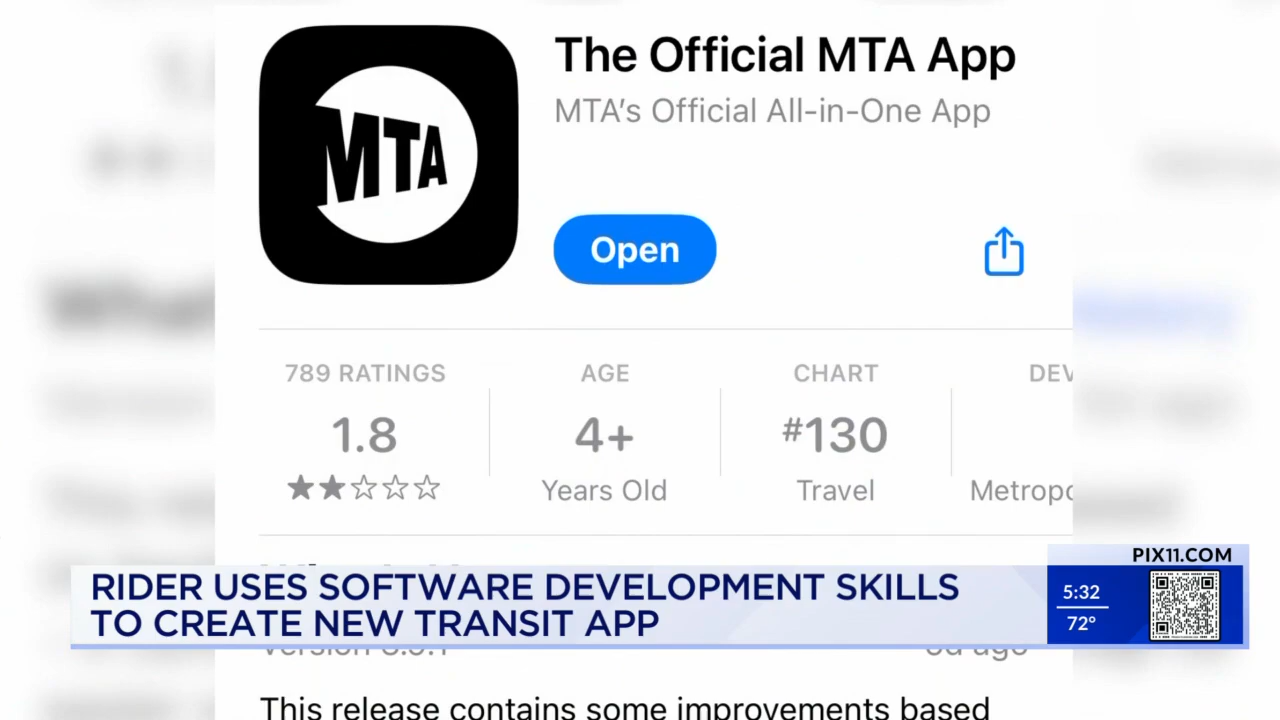 The Official MTA App
MTA's Official All-in-One App
MTA
Open
789 RATINGS
AGE
CHART
DEV
1.8
4+
#130
Years Old
Travel
Metropo
PIX11.COM
RIDER USES SOFTWARE DEVELOPMENT SKILLS
TO CREATE NEW TRANSIT APP
5:32
72°
This release contains some improvements based